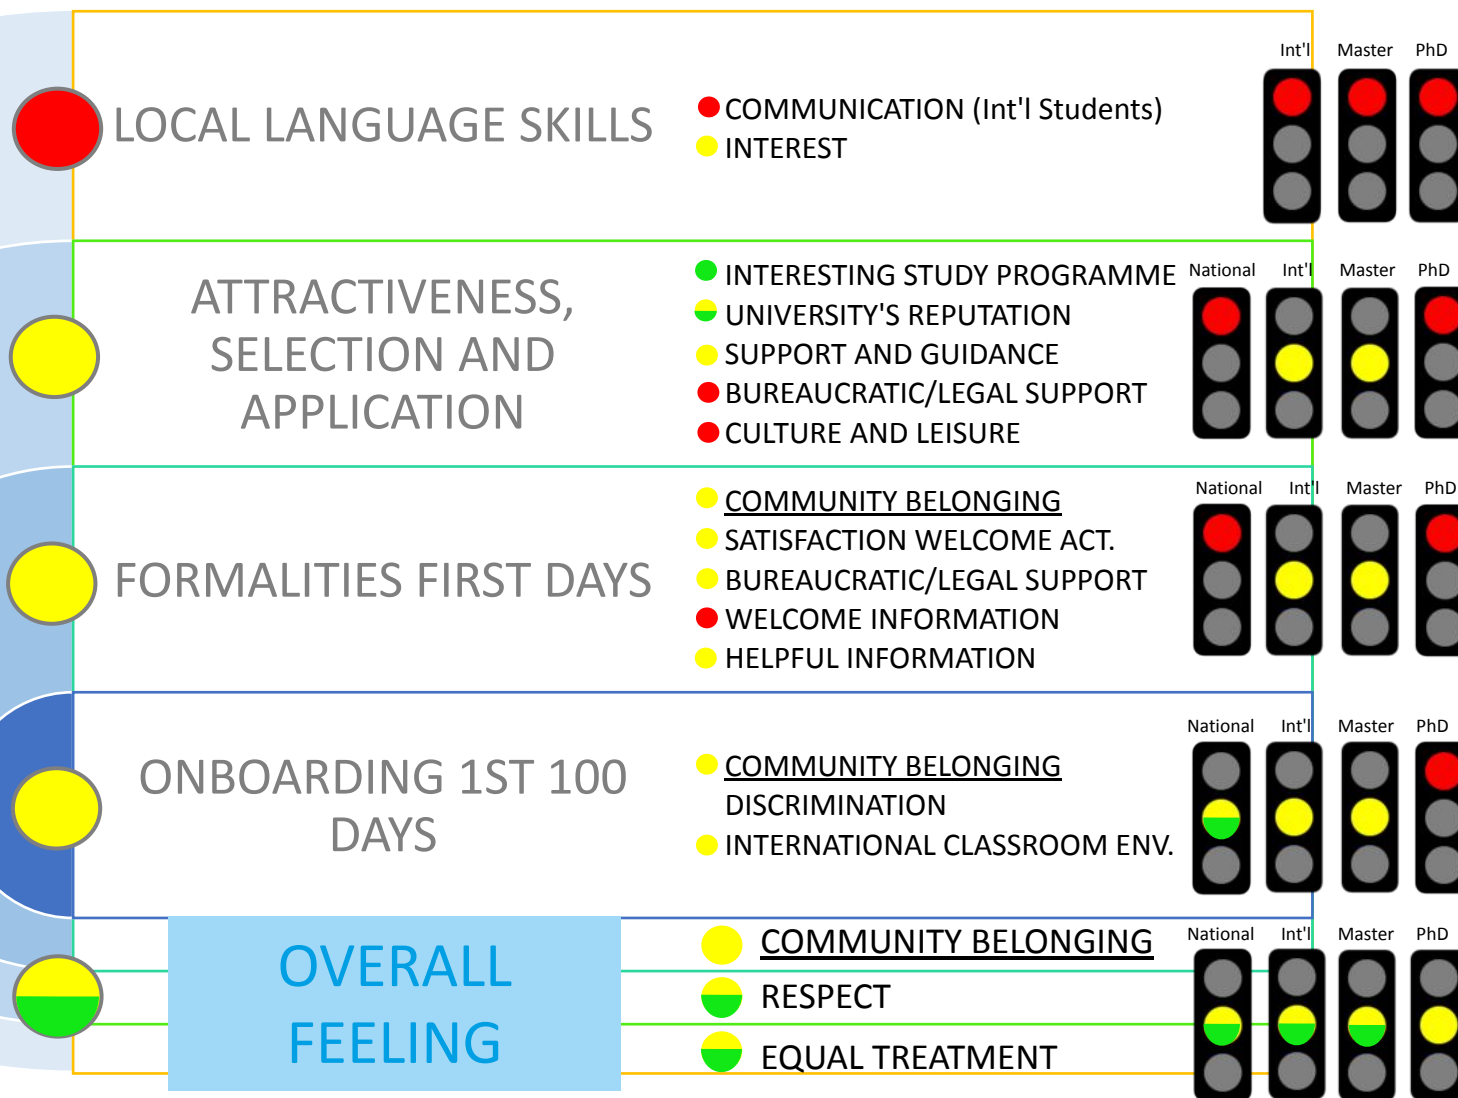 Int'l Master PhD
LOCAL LANGUAGE SKILLS
COMMUNICATION (Int'l Students)
INTEREST
National Int'l Master PhD
ATTRACTIVENESS,
SELECTION AND
APPLICATION
INTERESTING STUDY PROGRAMME
UNIVERSITY'S REPUTATION
SUPPORT AND GUIDANCE
BUREAUCRATIC/LEGAL SUPPORT
CULTURE AND LEISURE
National Int'l Master PhD
FORMALITIES FIRST DAYS
COMMUNITY BELONGING
SATISFACTION WELCOME ACT.
BUREAUCRATIC/LEGAL SUPPORT
WELCOME INFORMATION
HELPFUL INFORMATION
National Int'l Master PhD
ONBOARDING 1ST 100
DAYS
COMMUNITY BELONGING
DISCRIMINATION
INTERNATIONAL CLASSROOM ENV.
National Int'l Master PhD
OVERALL
FEELING
COMMUNITY BELONGING
RESPECT
EQUAL TREATMENT